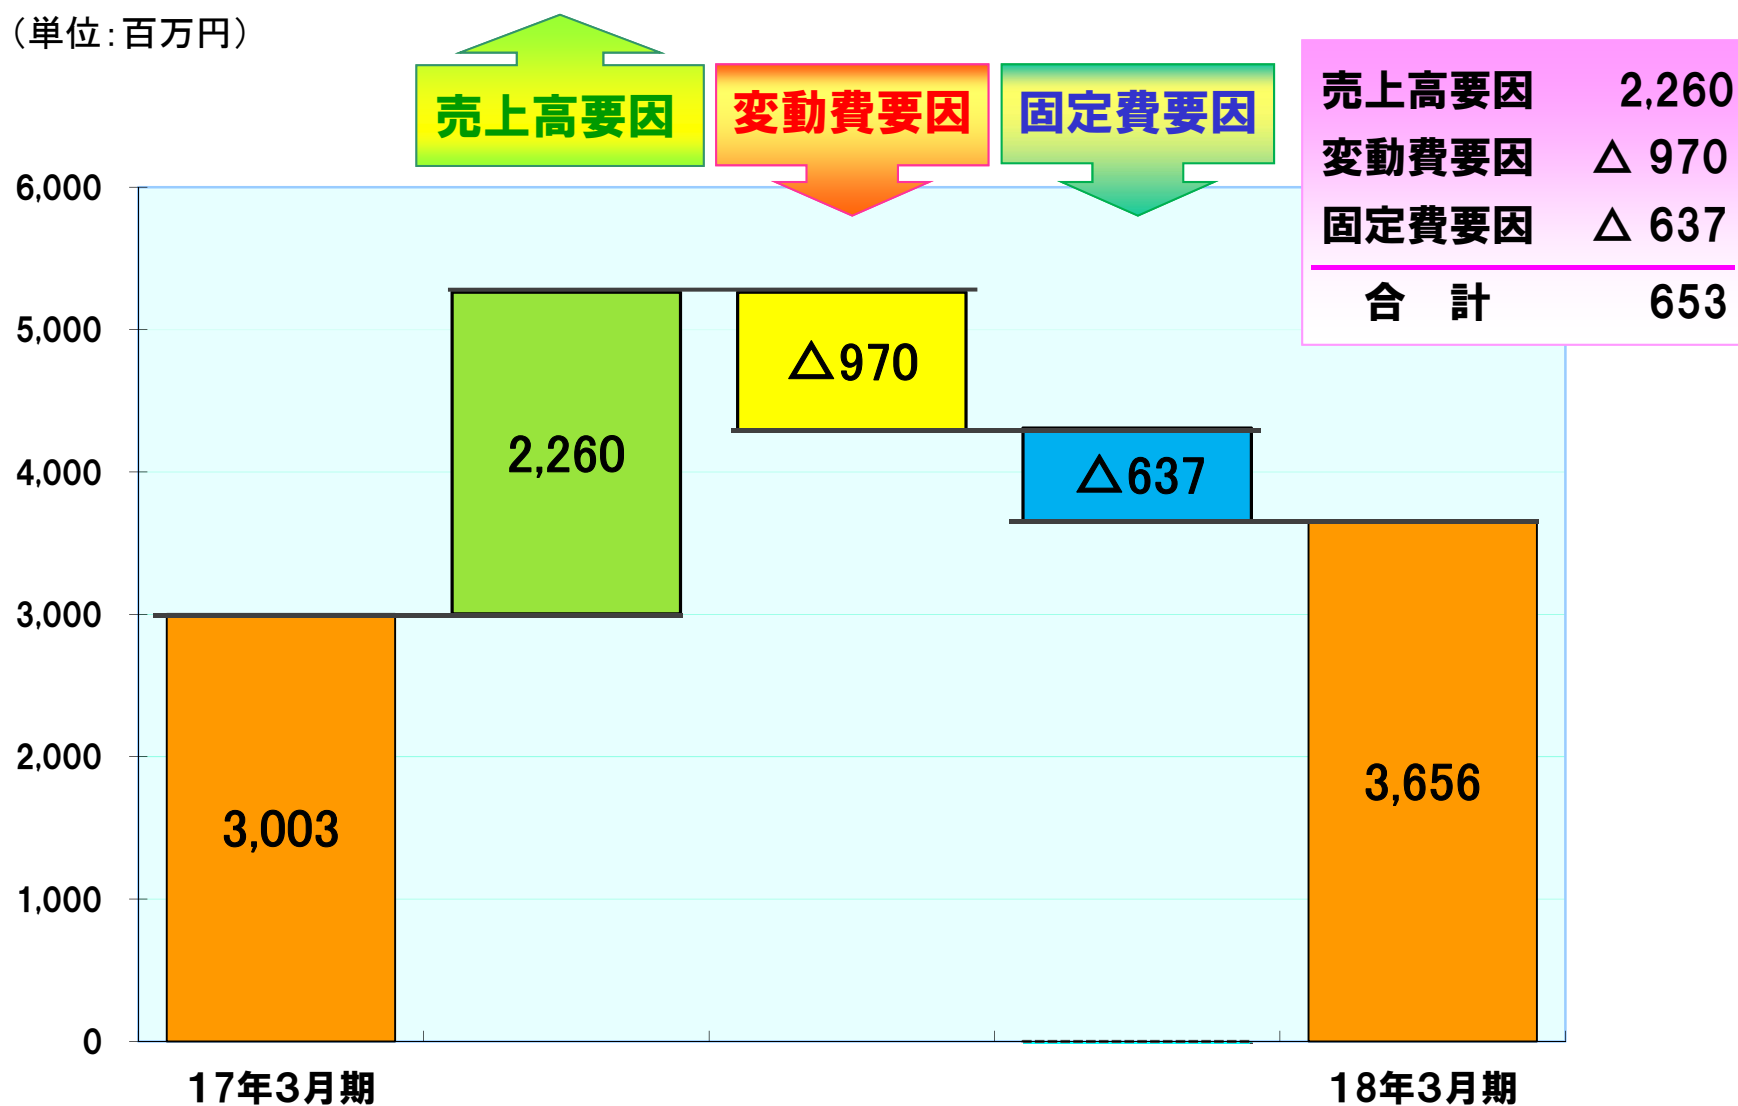 （単位：百万円）
売上高要因
変動費要因
固定費要因
売上高要因 2,260
変動費要因 △ 970
固定費要因 △ 637
合 計 653
6,000
5,000
4,000
3,000
2,000
1,000
0
2,260
△970
△637
3,003
3,656
17年3月期
18年3月期